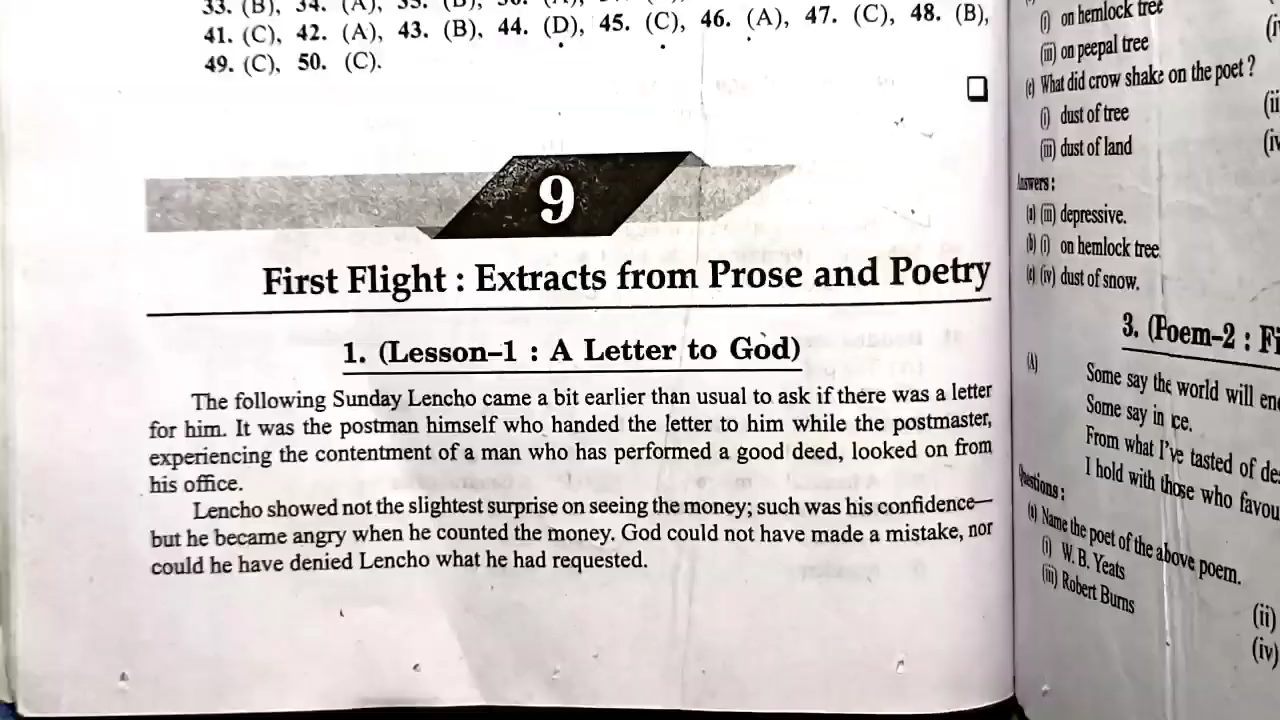 33. (B), 34. (A), 35. (B), 36.
41. (C), 42. (A), 43. (B), 44. (D), 45. (C), 46. (A), 47. (C), 48. (B),
49. (C), 50. (C).
9
First Flight : Extracts from Prose and Poetry
1. (Lesson–1 : A Letter to God)
The following Sunday Lencho came a bit earlier than usual to ask if there was a letter
for him. It was the postman himself who handed the letter to him while the postmaster,
experiencing the contentment of a man who has performed a good deed, looked on from
his office.
Lencho showed not the slightest surprise on seeing the money; such was his confidence—
but he became angry when he counted the money. God could not have made a mistake, nor
could he have denied Lencho what he had requested.
(i) on hemlock tree
(iii) on peepal tree
(c) What did crow shake on the poet ?
(i) dust of tree
(ii
(iii) dust of land
(iv
Answers :
(a) (iii) depressive.
(b) (i) on hemlock tree.
(c) (iv) dust of snow.
3. (Poem–2 : Fi
(A) Some say the world will en
Some say in ice.
From what I've tasted of de
I hold with those who favou
Questions :
(a) Name the poet of the above poem.
(i) W. B. Yeats
(ii)
(iii) Robert Burns
(iv)